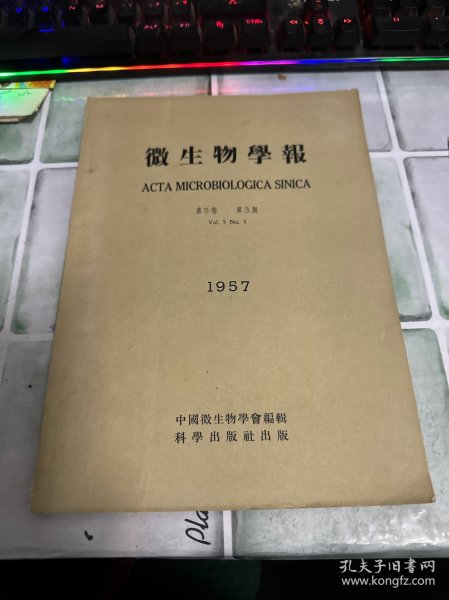 微生物學報
ACTA MICROBIOLOGICA SINICA
第5卷 第3期
Vol. 5 No. 3
1957
中國微生物學會編輯
科學出版社出版
Pla
孔夫子旧书网
www.kongfz.com